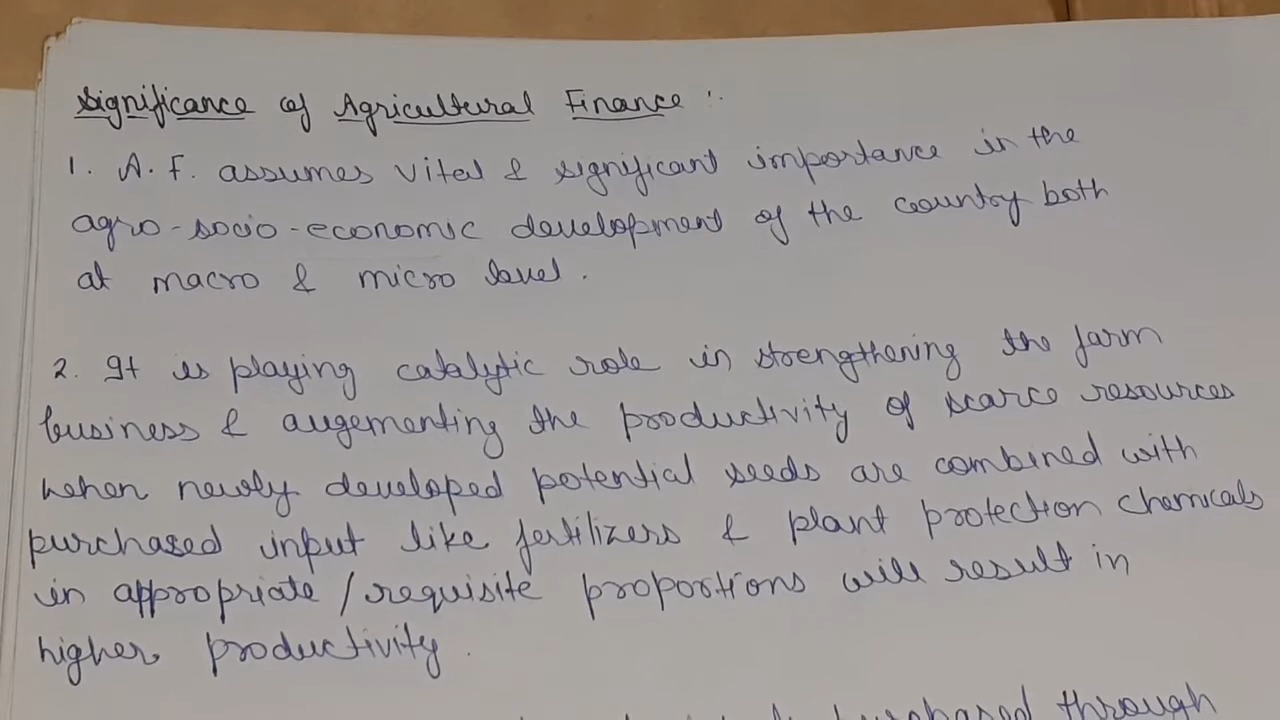 Significance of Agricultural Finance :.
1. A.F. assumes vital & significant importance in the
agro-socio-economic development of the country both
at macro & micro level.
2. It is playing catalytic role in strengthening the farm
business & augementing the productivity of scarce resources
when newly developed potential seeds are combined with
purchased input like fertilizers & plant protection chemicals
in appropriate / requisite proportions will result in
higher productivity.
purchased through